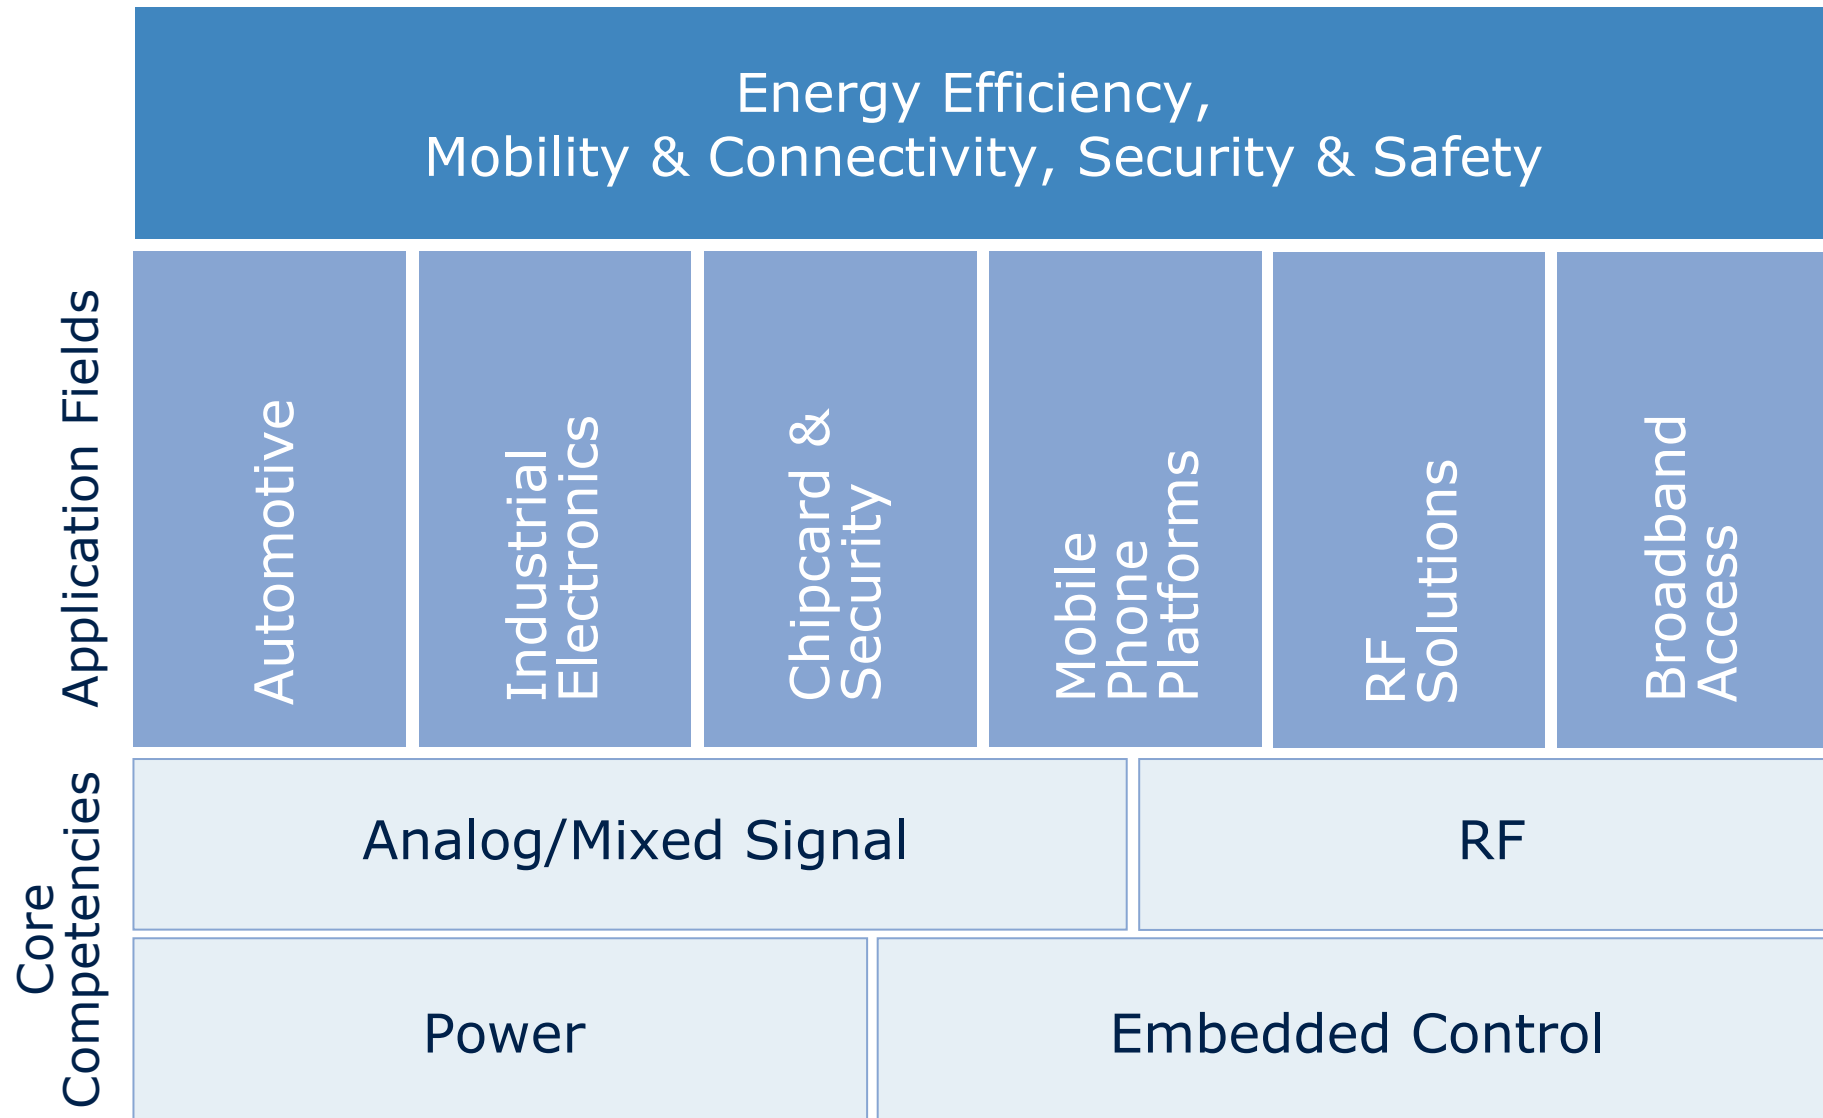 Energy Efficiency,
Mobility & Connectivity, Security & Safety
Application Fields
Automotive
Industrial
Electronics
Chipcard &
Security
Mobile
Phone
Platforms
RF
Solutions
Broadband
Access
Core
Competencies
Analog/Mixed Signal
RF
Power
Embedded Control